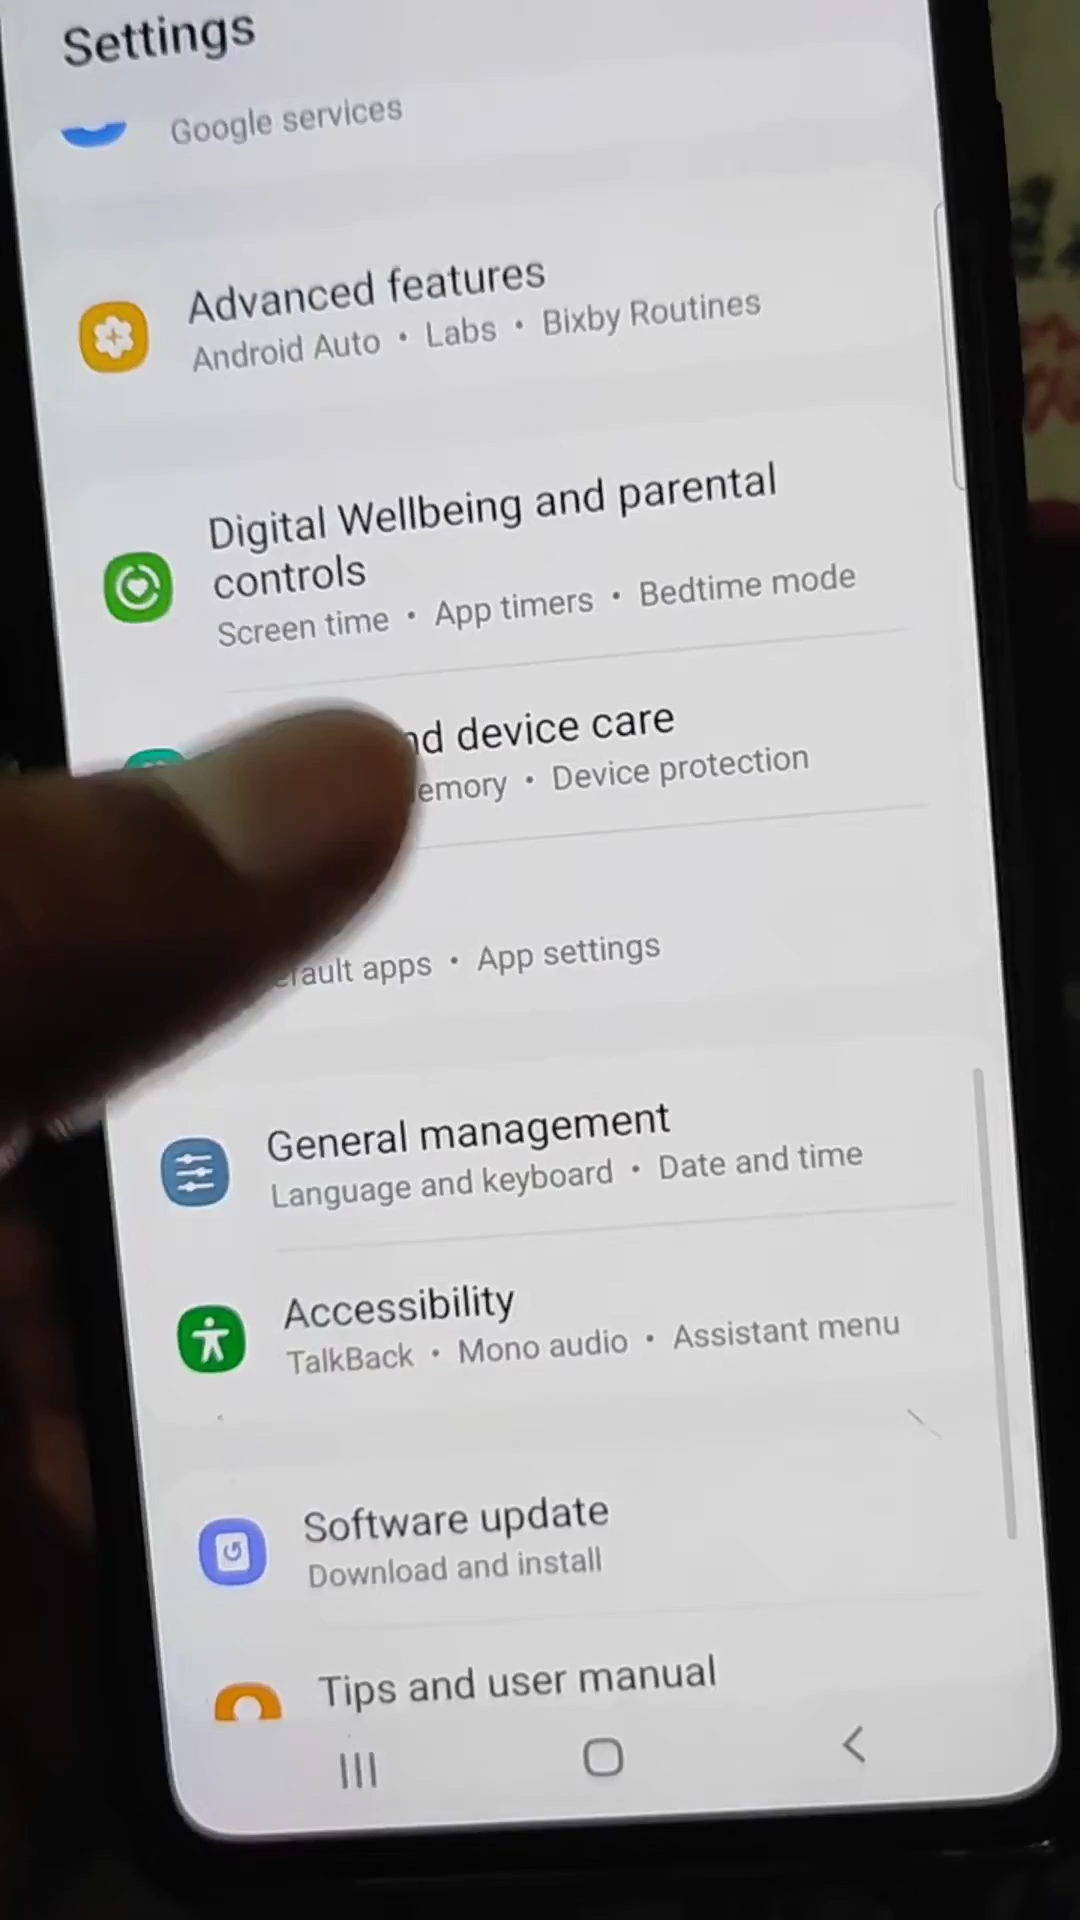 Settings
Google services
Advanced features
Android Auto • Labs • Bixby Routines
Digital Wellbeing and parental
controls
Screen time • App timers • Bedtime mode
device care
• Device protection
apps • App settings
General management
Language and keyboard • Date and time
Accessibility
TalkBack • Mono audio • Assistant menu
Software update
Download and install
Tips and user manual